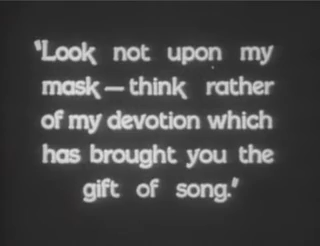 "Look not upon my
mask—think rather
of my devotion which
has brought you the
gift of song."